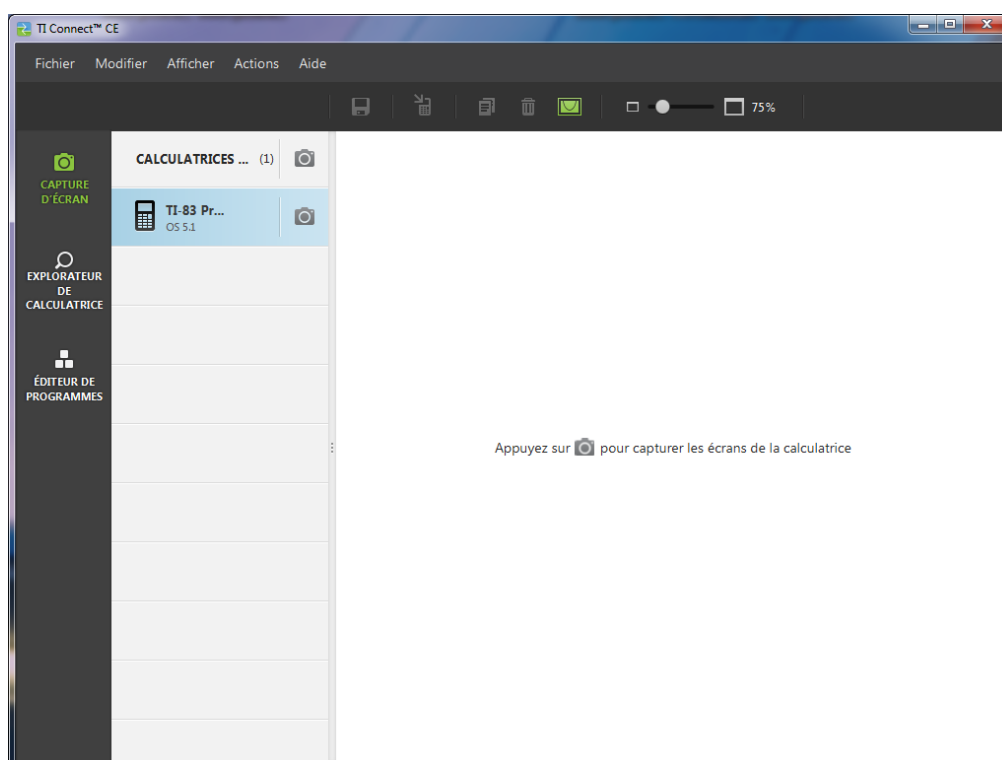 TI Connect™ CE
Fichier Modifier Afficher Actions Aide
75%
CAPTURE
D'ÉCRAN
EXPLORATEUR
DE
CALCULATRICE
ÉDITEUR DE
PROGRAMMES
CALCULATRICES ... (1)
TI-83 Pr...
OS 5.1
Appuyez sur pour capturer les écrans de la calculatrice